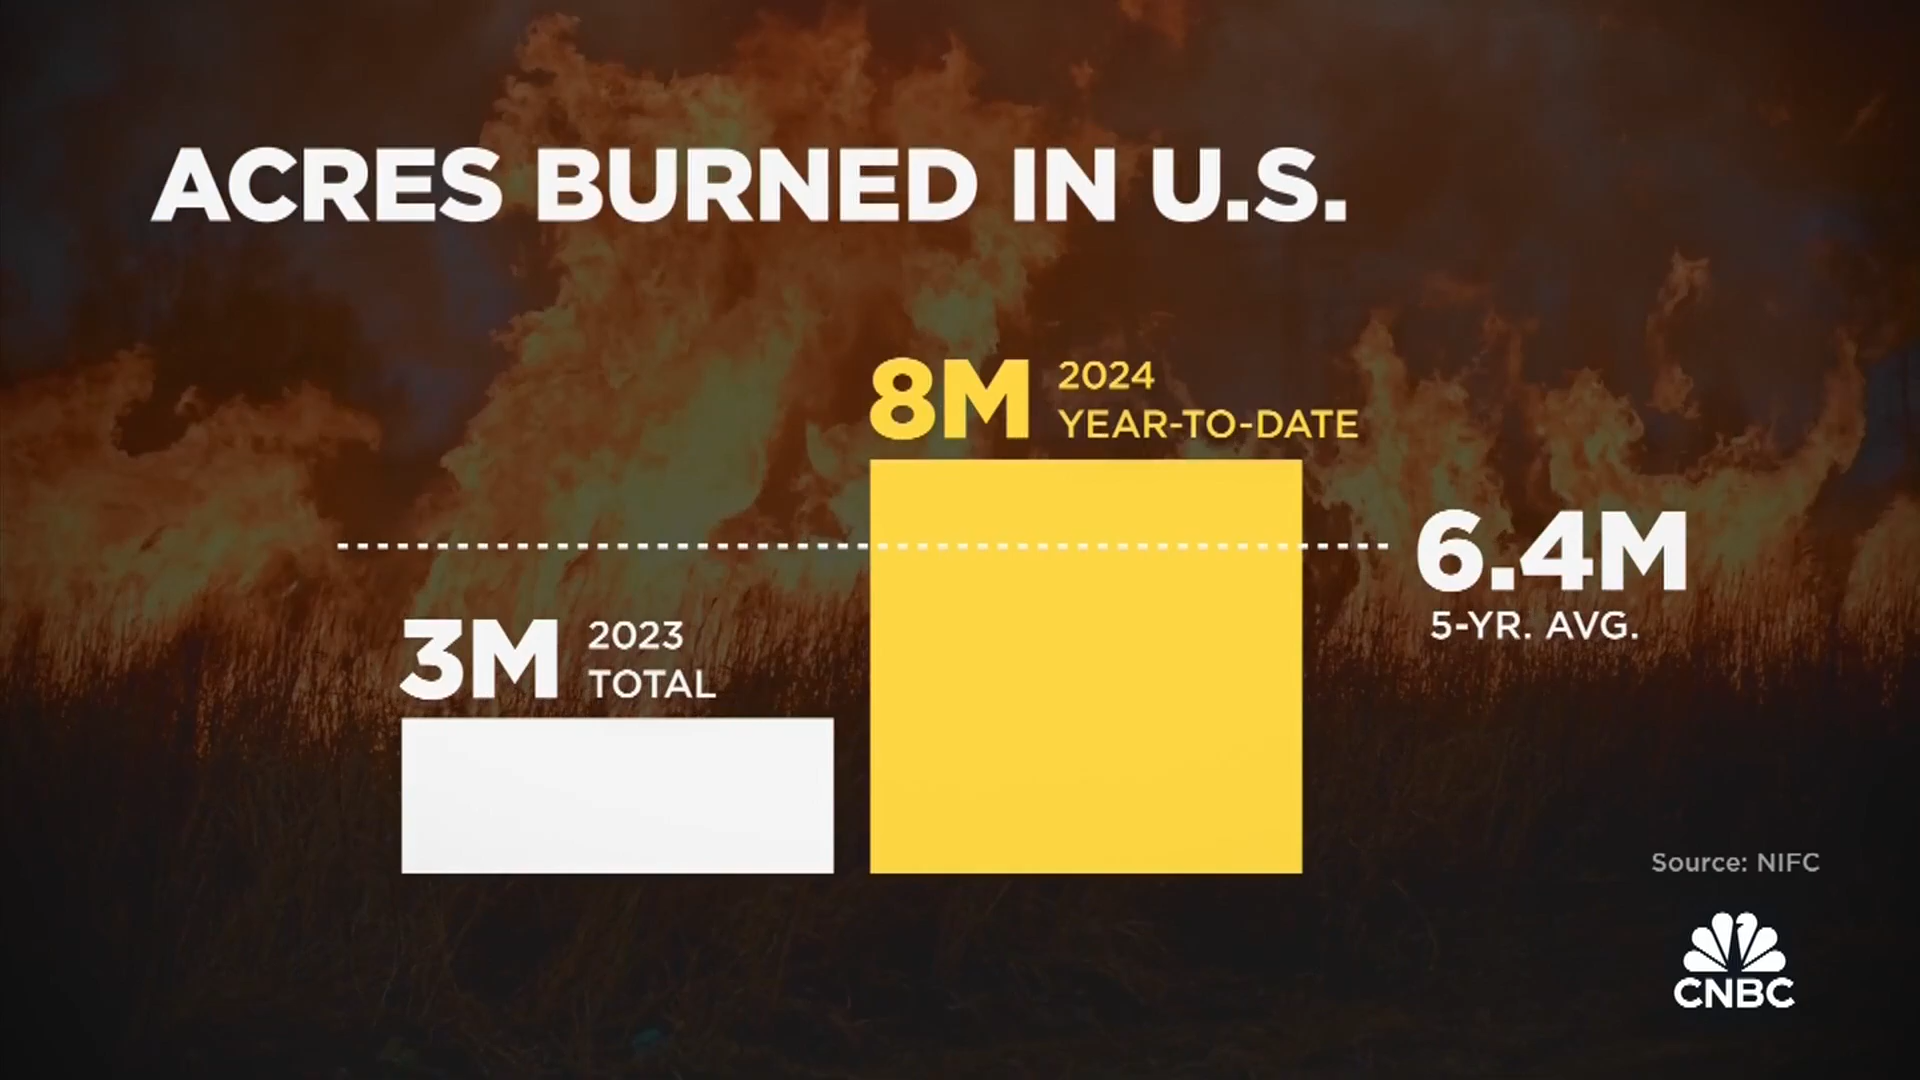 ACRES BURNED IN U.S.
8M
2024
YEAR-TO-DATE
6.4M
5-YR. AVG.
3M
2023
TOTAL
Source: NIFC
CNBC